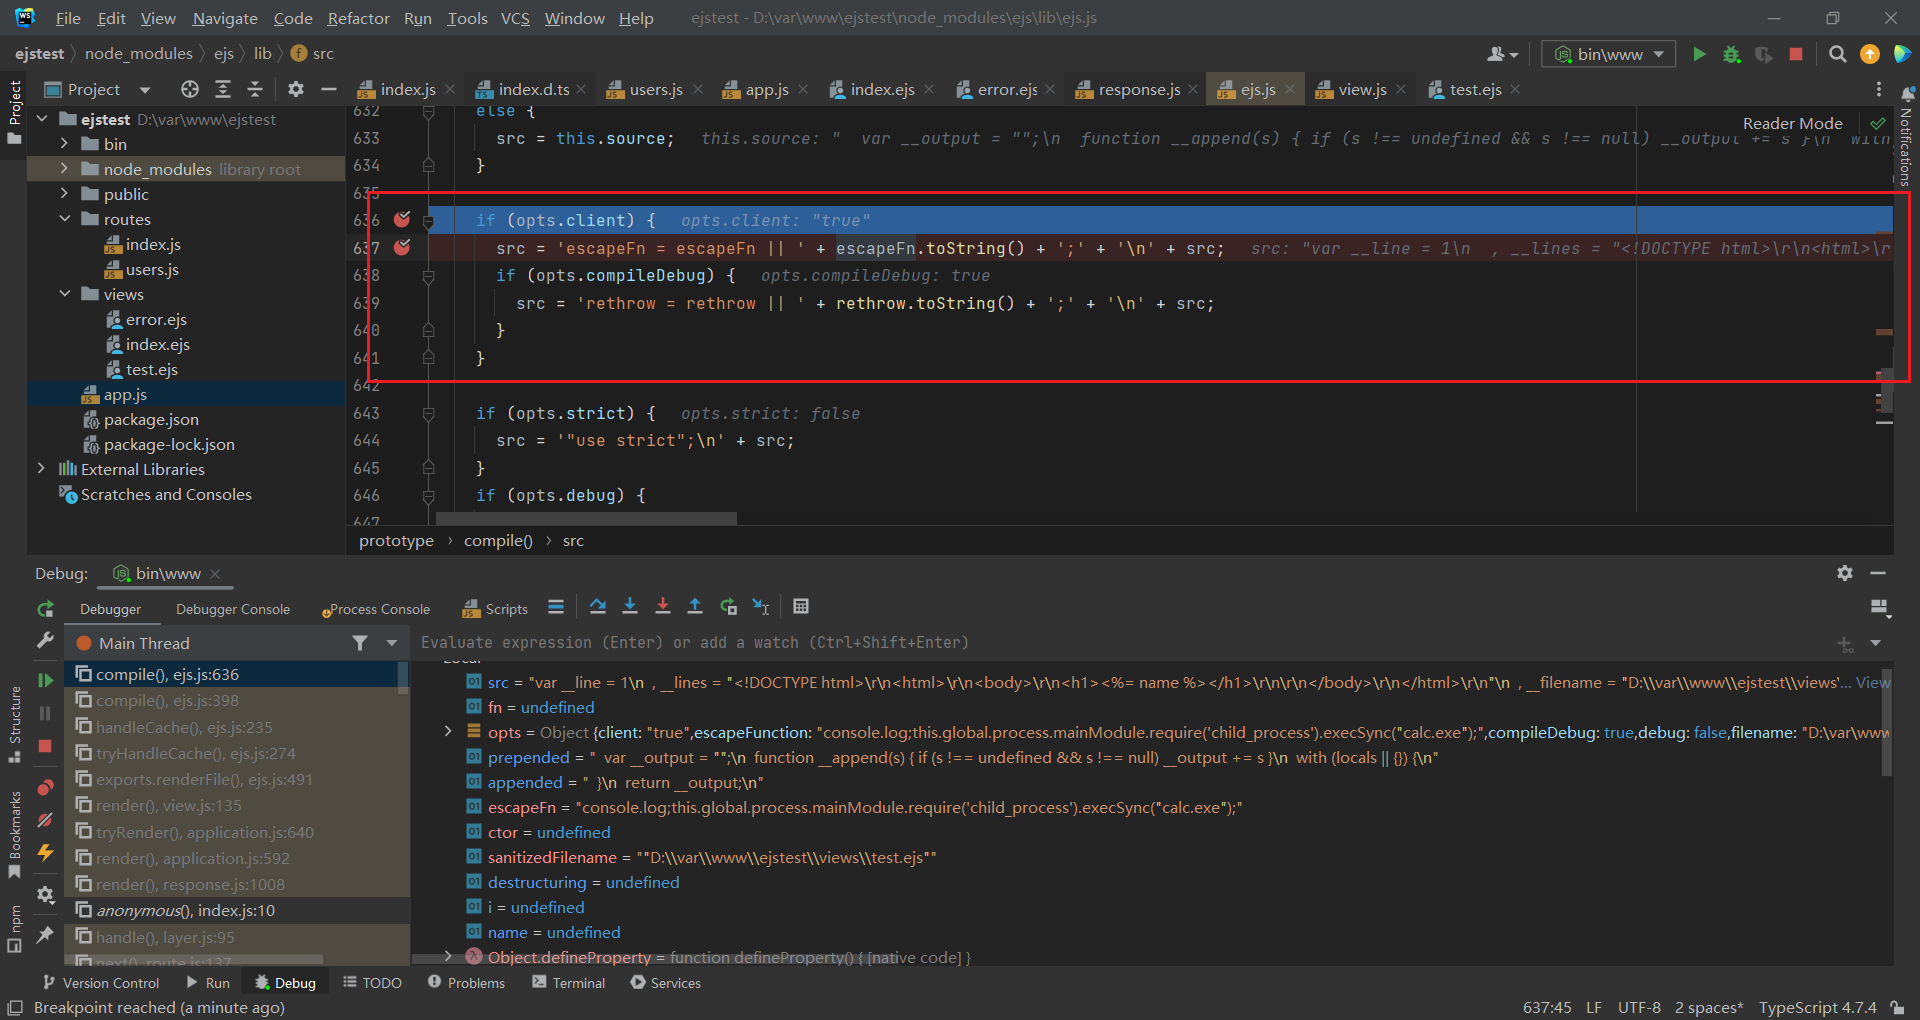 File Edit View Navigate Code Refactor Run Tools VCS Window Help ejstest - D:\var\www\ejstest\node_modules\ejs\lib\ejs.js
ejstest node_modules ejs lib src
bin\www
Project
index.js index.d.ts users.js app.js index.ejs error.ejs response.js ejs.js view.js test.ejs
Project
Notifications
Structure
Bookmarks
npm
ejstest D:\var\www\ejstest
bin
node_modules library root
public
routes
index.js
users.js
views
error.ejs
index.ejs
test.ejs
app.js
package.json
package-lock.json
External Libraries
Scratches and Consoles
Reader Mode
632 else {
633 src = this.source; this.source: "  var __output = "";\n  function __append(s) { if (s !== undefined && s !== null) __output += s }\n  with
634 }
635
636 if (opts.client) { opts.client: "true"
637 src = 'escapeFn = escapeFn || ' + escapeFn.toString() + ';' + '\n' + src; src: "var __line = 1\n  , __lines = "<!DOCTYPE html>\r\n<html>\r
638 if (opts.compileDebug) { opts.compileDebug: true
639 src = 'rethrow = rethrow || ' + rethrow.toString() + ';' + '\n' + src;
640 }
641 }
642
643 if (opts.strict) { opts.strict: false
644 src = '"use strict";\n' + src;
645 }
646 if (opts.debug) {
647
prototype › compile() › src
Debug: bin\www
Debugger Debugger Console Process Console Scripts
Main Thread
Evaluate expression (Enter) or add a watch (Ctrl+Shift+Enter)
compile(), ejs.js:636
compile(), ejs.js:398
handleCache(), ejs.js:235
tryHandleCache(), ejs.js:274
exports.renderFile(), ejs.js:491
render(), view.js:135
tryRender(), application.js:640
render(), application.js:592
render(), response.js:1008
anonymous(), index.js:10
handle(), layer.js:95
next(), route.js:137
Local
src = "var __line = 1\n  , __lines = "<!DOCTYPE html>\r\n<html>\r\n<body>\r\n<h1><%= name %></h1>\r\n\r\n</body>\r\n</html>\r\n"\n  , __filename = "D:\\var\\www\\ejstest\\views\'... View
fn = undefined
opts = Object {client: "true",escapeFunction: "console.log;this.global.process.mainModule.require('child_process').execSync("calc.exe");",compileDebug: true,debug: false,filename: "D:\var\www
prepended = "  var __output = "";\n  function __append(s) { if (s !== undefined && s !== null) __output += s }\n  with (locals || {}) {\n"
appended = "  }\n  return __output;\n"
escapeFn = "console.log;this.global.process.mainModule.require('child_process').execSync("calc.exe");"
ctor = undefined
sanitizedFilename = ""D:\\var\\www\\ejstest\\views\\test.ejs""
destructuring = undefined
i = undefined
name = undefined
Object.defineProperty = function defineProperty() { [native code] }
Version Control Run Debug TODO Problems Terminal Services
Breakpoint reached (a minute ago) 637:45 LF UTF-8 2 spaces* TypeScript 4.7.4